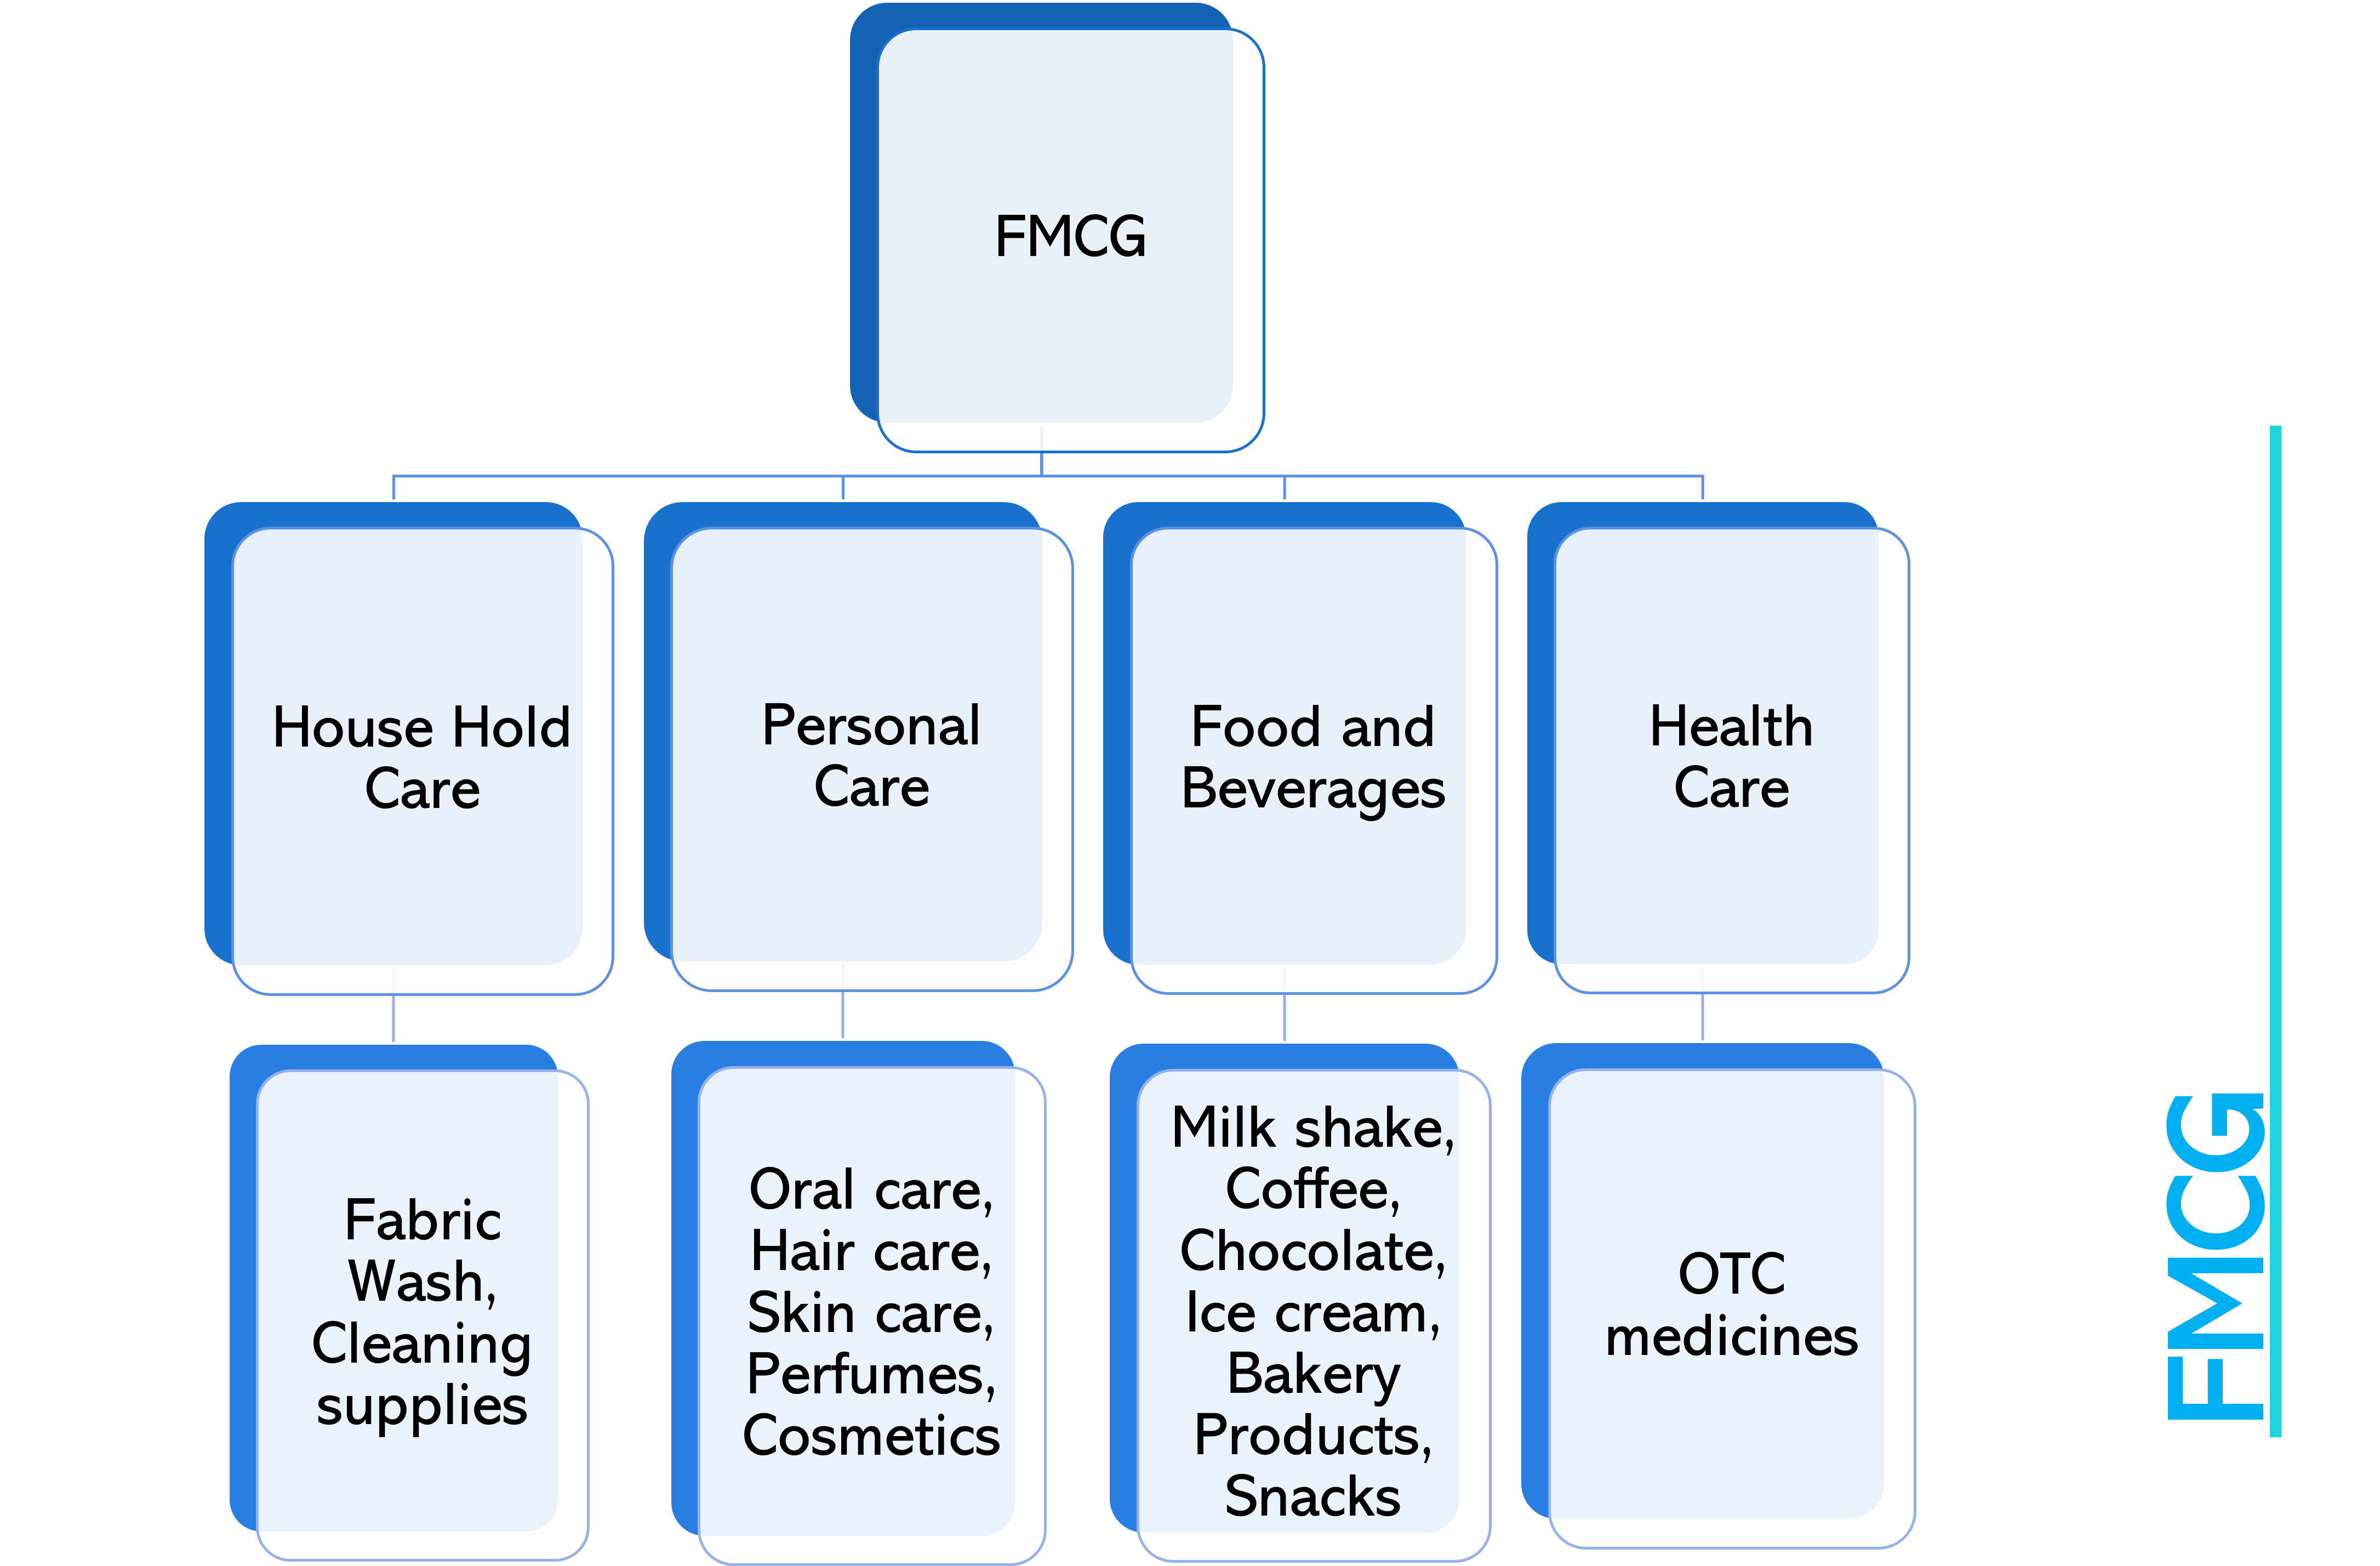 FMCG
House Hold
Care
Personal
Care
Food and
Beverages
Health
Care
Fabric
Wash,
Cleaning
supplies
Oral care,
Hair care,
Skin care,
Perfumes,
Cosmetics
Milk shake,
Coffee,
Chocolate,
Ice cream,
Bakery
Products,
Snacks
OTC
medicines
FMCG